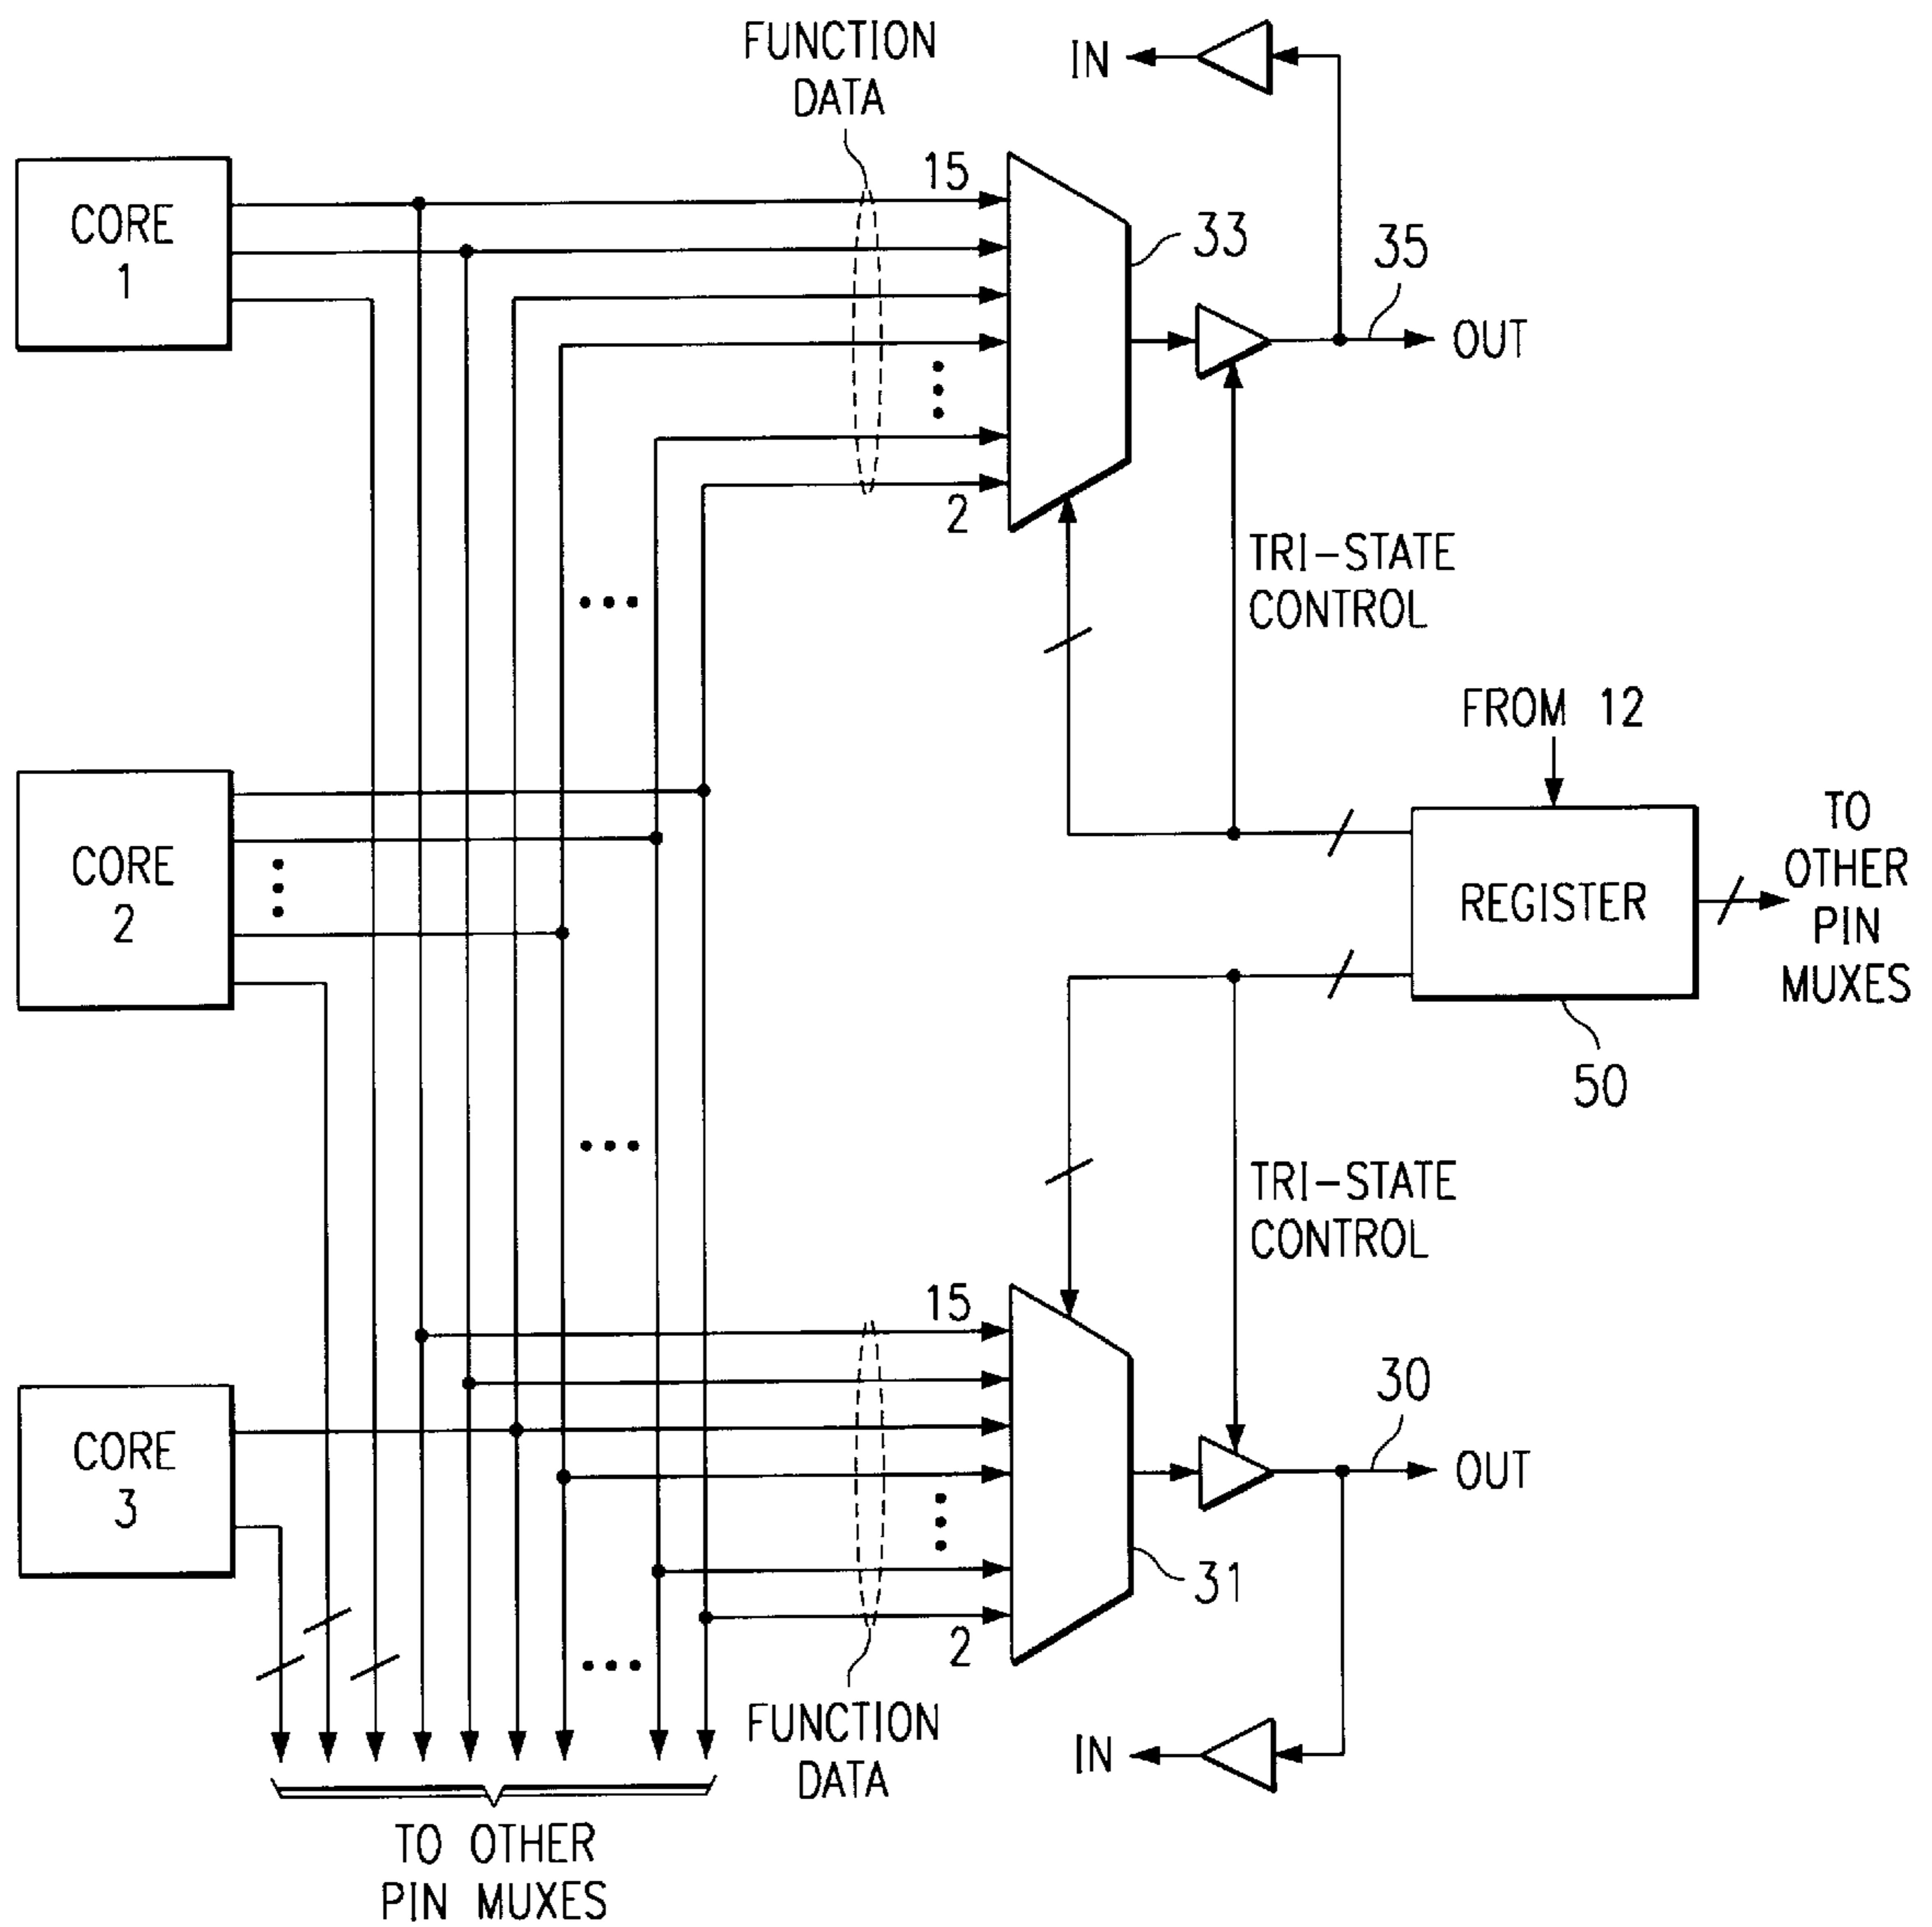 FUNCTION
DATA
IN
15
CORE
1
33
35
OUT
2
TRI-STATE
CONTROL
FROM 12
TO
OTHER
PIN
MUXES
CORE
2
REGISTER
50
TRI-STATE
CONTROL
15
CORE
3
30
OUT
31
2
FUNCTION
DATA
IN
TO OTHER
PIN MUXES